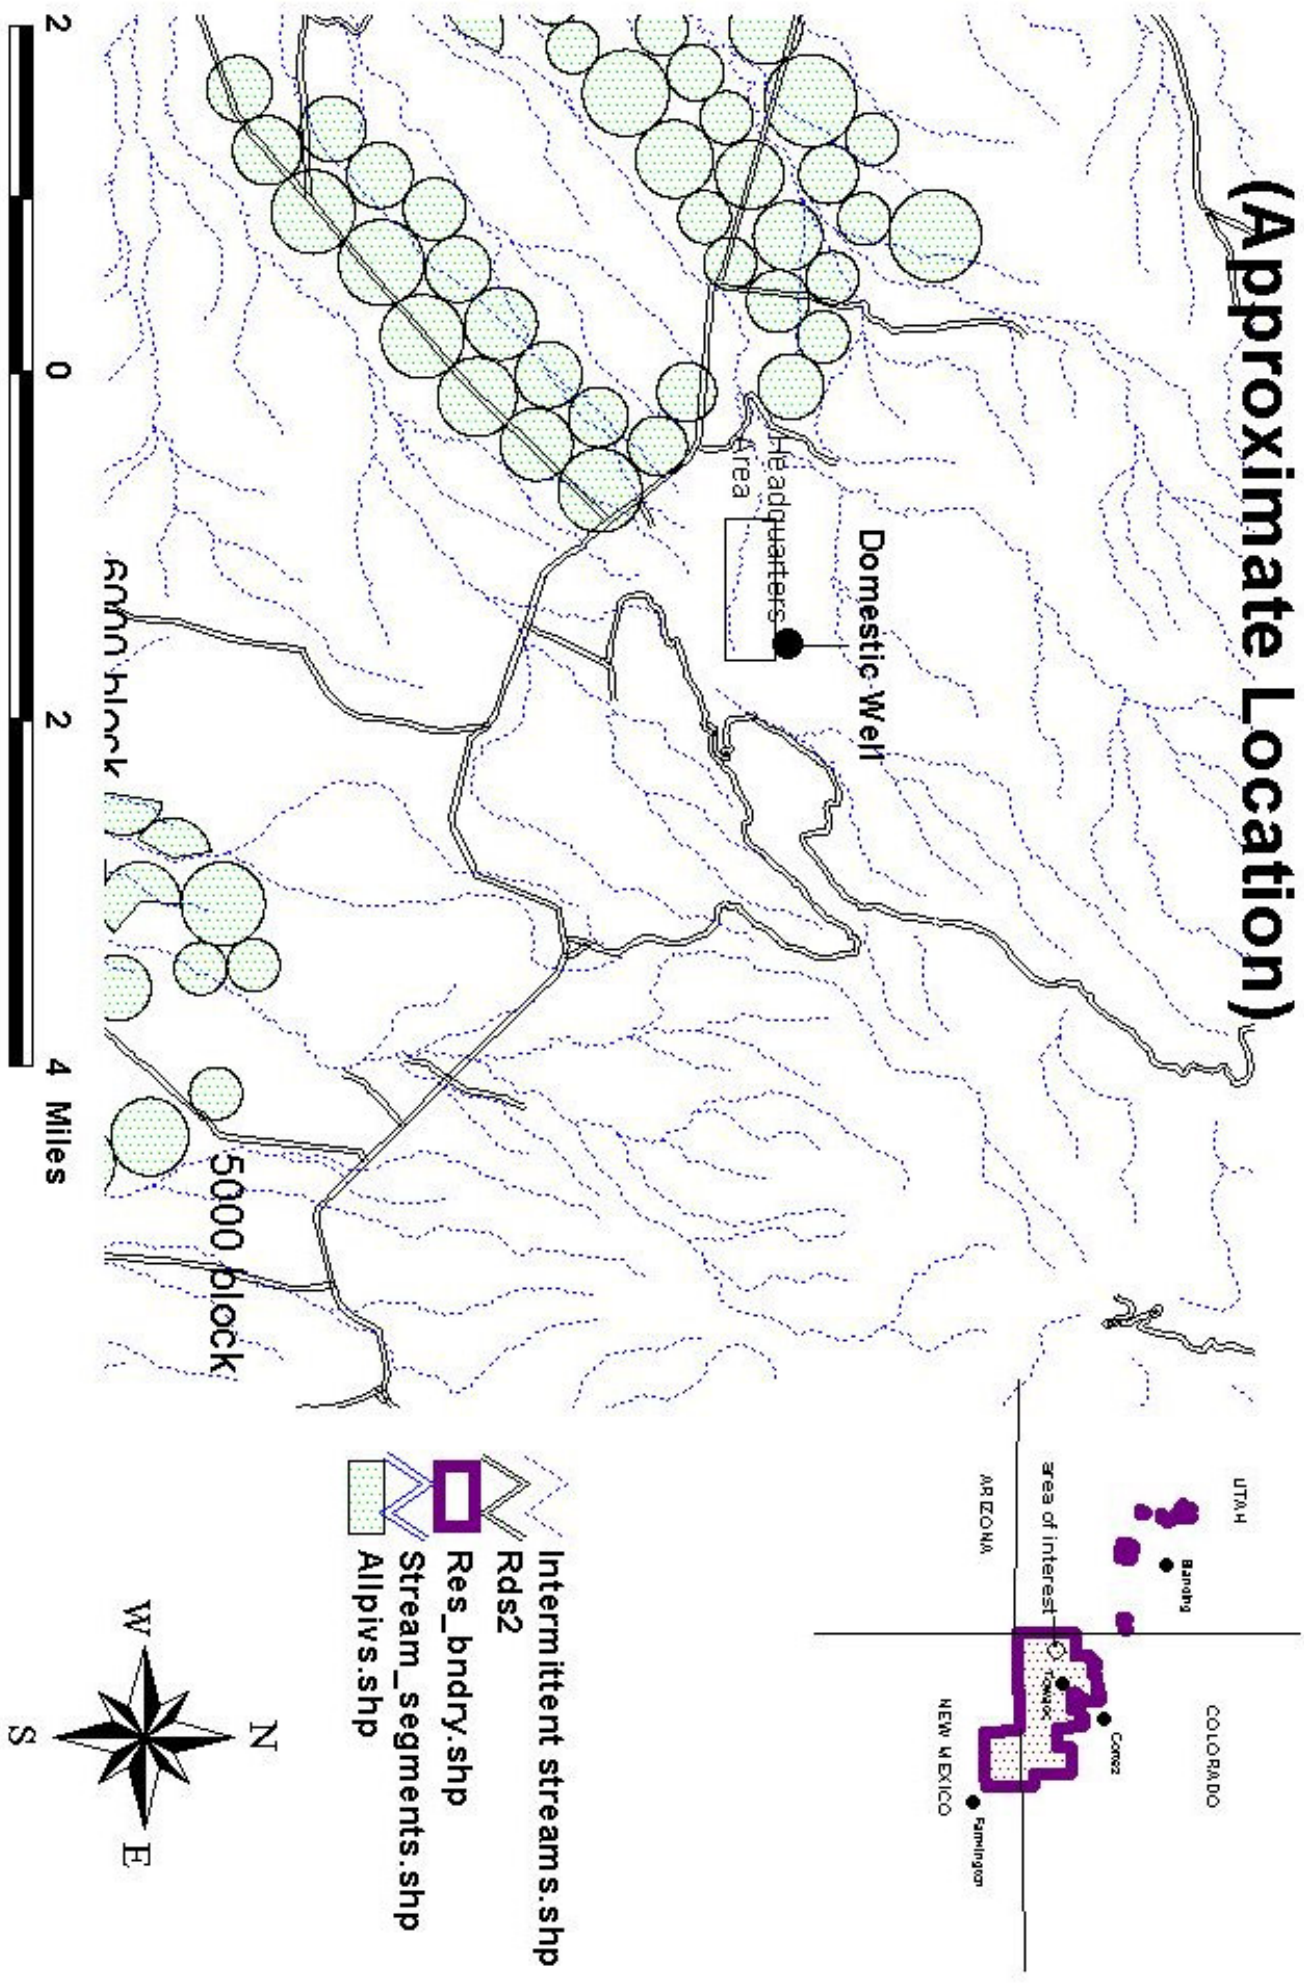 (Approximate Location)
UTAH
COLORADO
Cortez
Towaoc
area of interest
ARIZONA
NEW MEXICO
Farmington
Domestic Well
Headquarters
Area
Intermittent streams.shp
Rds2
Res_bndry.shp
Stream_segments.shp
Allpivs.shp
5000 block
6000 block
N
W
E
S
2 0 2 4 Miles